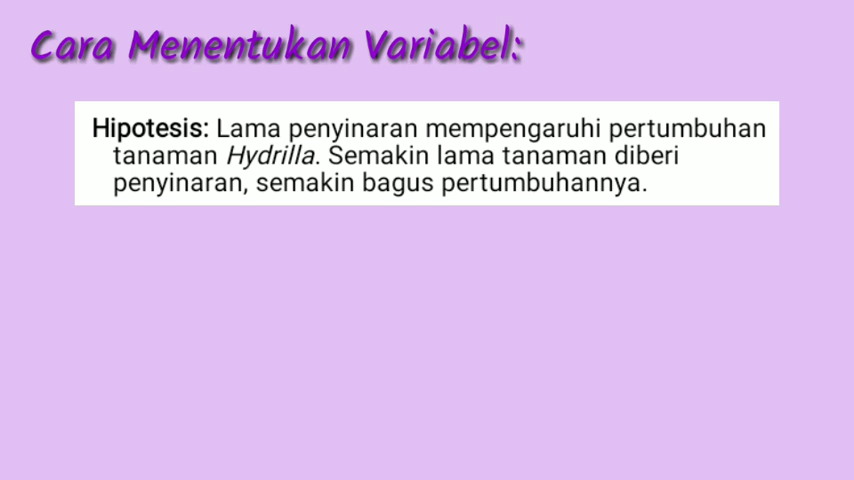 Cara Menentukan Variabel:
Hipotesis: Lama penyinaran mempengaruhi pertumbuhan
tanaman Hydrilla. Semakin lama tanaman diberi
penyinaran, semakin bagus pertumbuhannya.